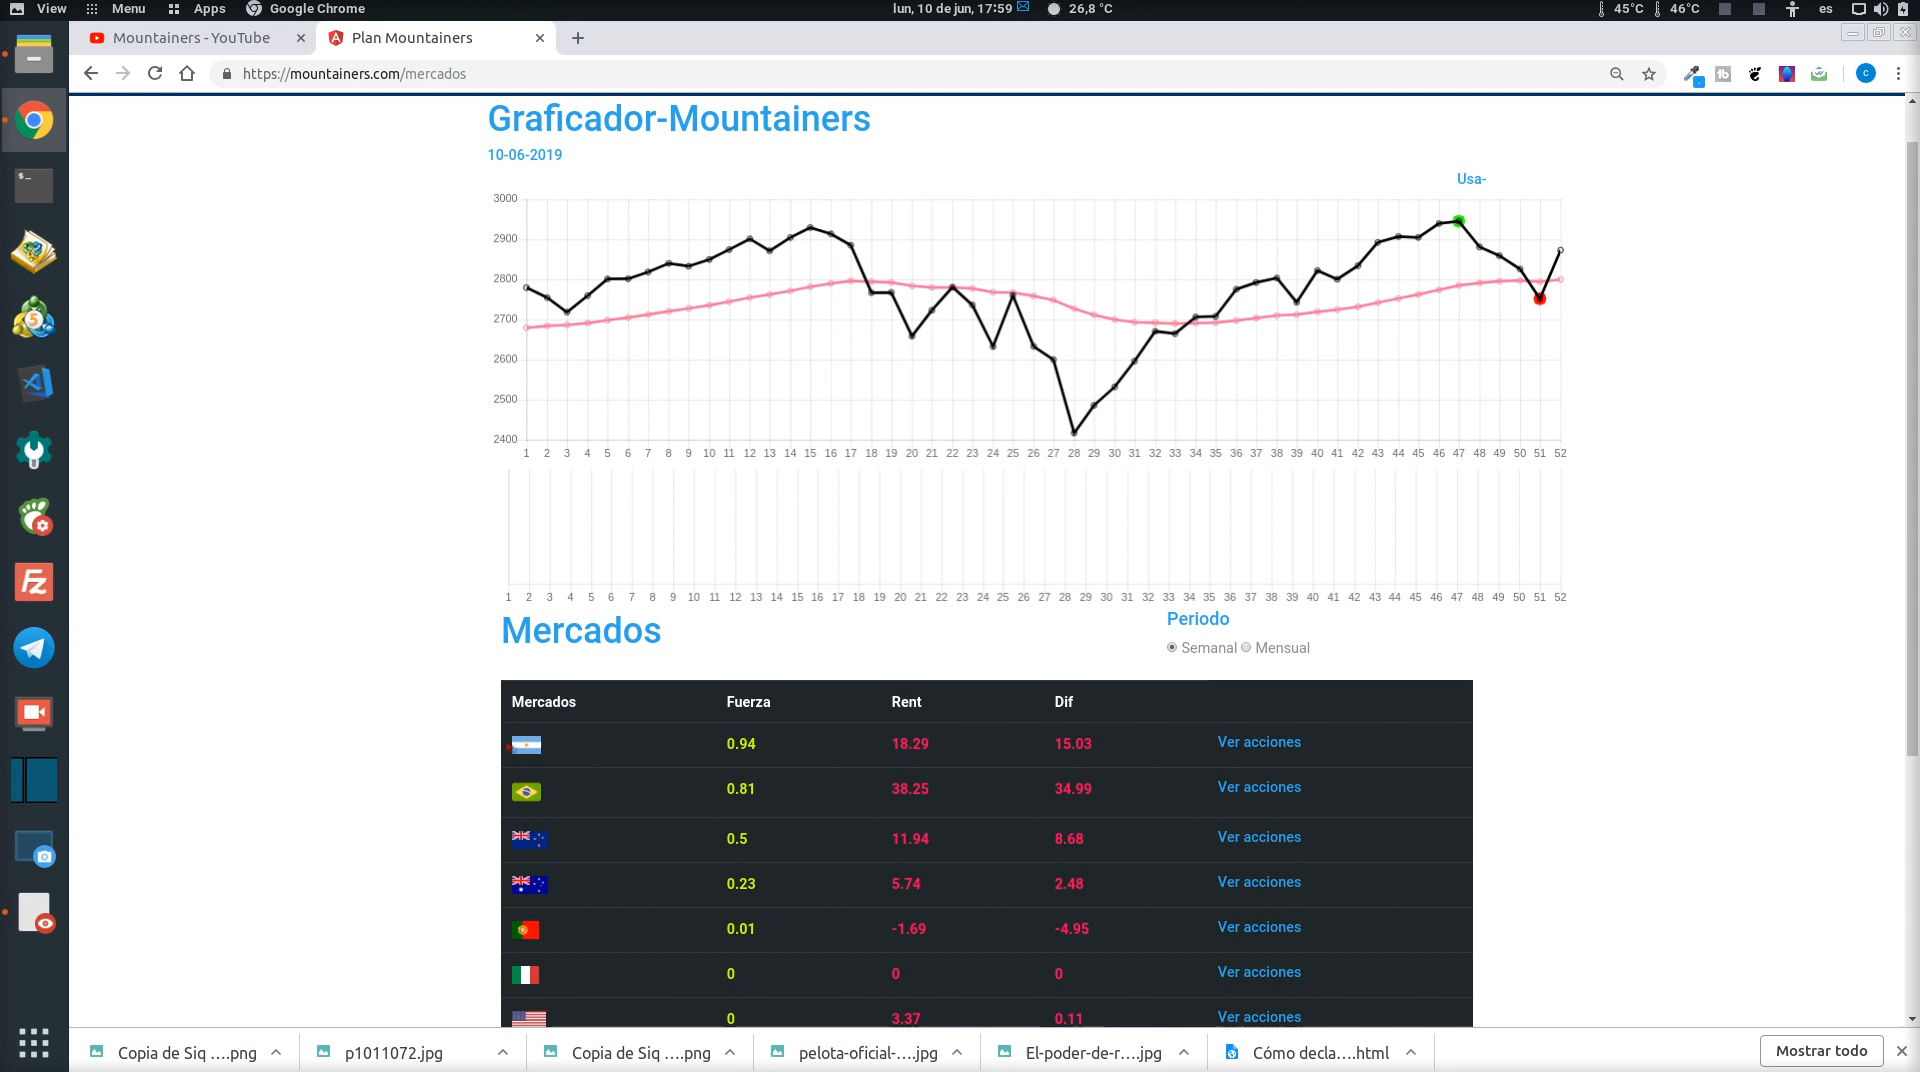 View Menu Apps Google Chrome lun, 10 de jun, 17:59 26,8 °C 45°C 46°C es
Mountainers - YouTube Plan Mountainers
https://mountainers.com/mercados
Graficador-Mountainers
10-06-2019
Usa-
3000
2900
2800
2700
2600
2500
2400
1 2 3 4 5 6 7 8 9 10 11 12 13 14 15 16 17 18 19 20 21 22 23 24 25 26 27 28 29 30 31 32 33 34 35 36 37 38 39 40 41 42 43 44 45 46 47 48 49 50 51 52
1 2 3 4 5 6 7 8 9 10 11 12 13 14 15 16 17 18 19 20 21 22 23 24 25 26 27 28 29 30 31 32 33 34 35 36 37 38 39 40 41 42 43 44 45 46 47 48 49 50 51 52
Mercados
Periodo
Semanal Mensual
Mercados Fuerza Rent Dif
0.94 18.29 15.03 Ver acciones
0.81 38.25 34.99 Ver acciones
0.5 11.94 8.68 Ver acciones
0.23 5.74 2.48 Ver acciones
0.01 -1.69 -4.95 Ver acciones
0 0 0 Ver acciones
0 3.37 0.11 Ver acciones
Copia de Siq ....png p1011072.jpg Copia de Siq ....png pelota-oficial-....jpg El-poder-de-r....jpg Cómo decla....html Mostrar todo